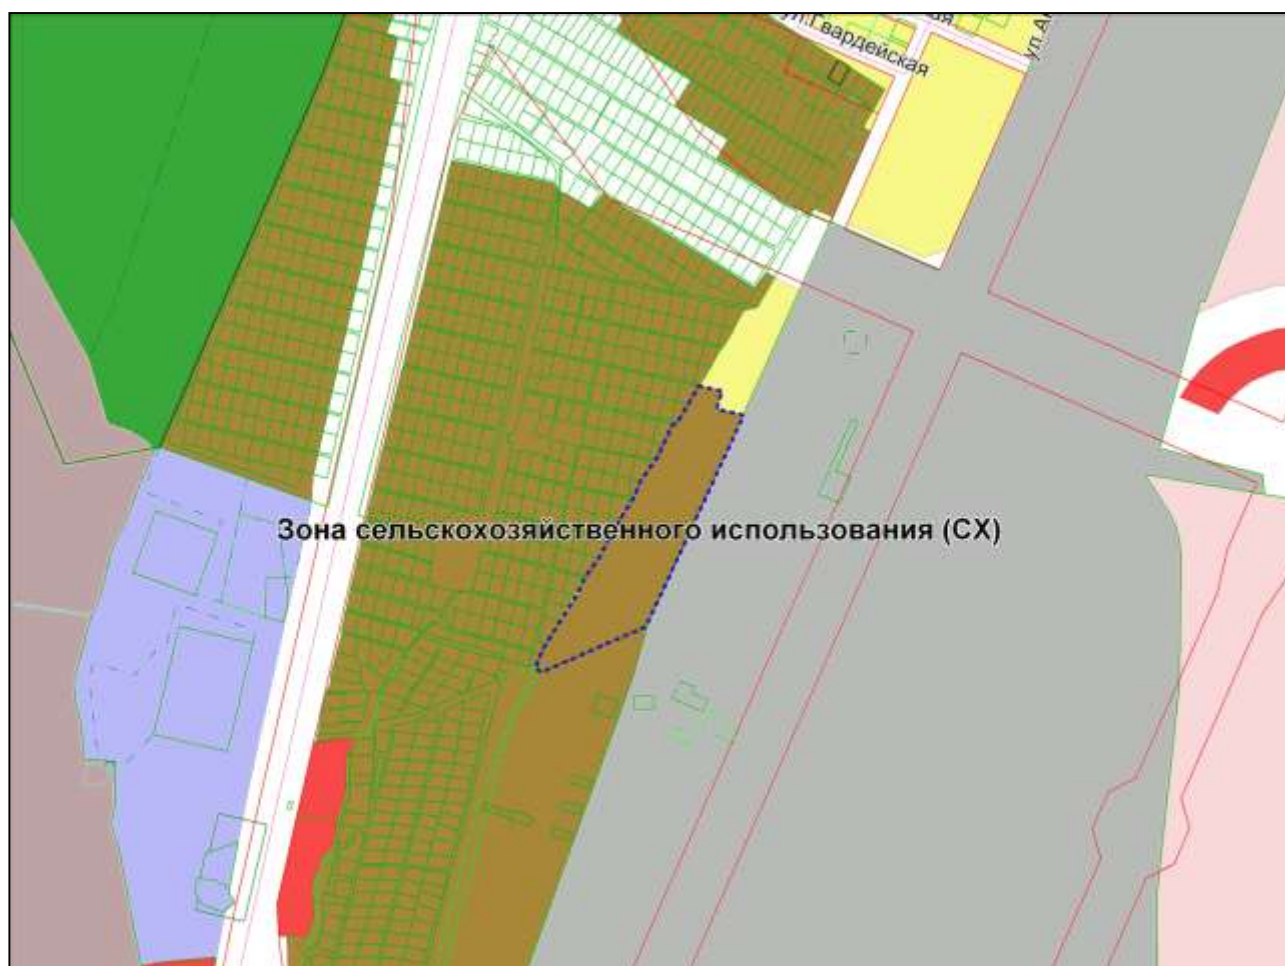 ул.Гвардейская
Зона сельскохозяйственного использования (СХ)